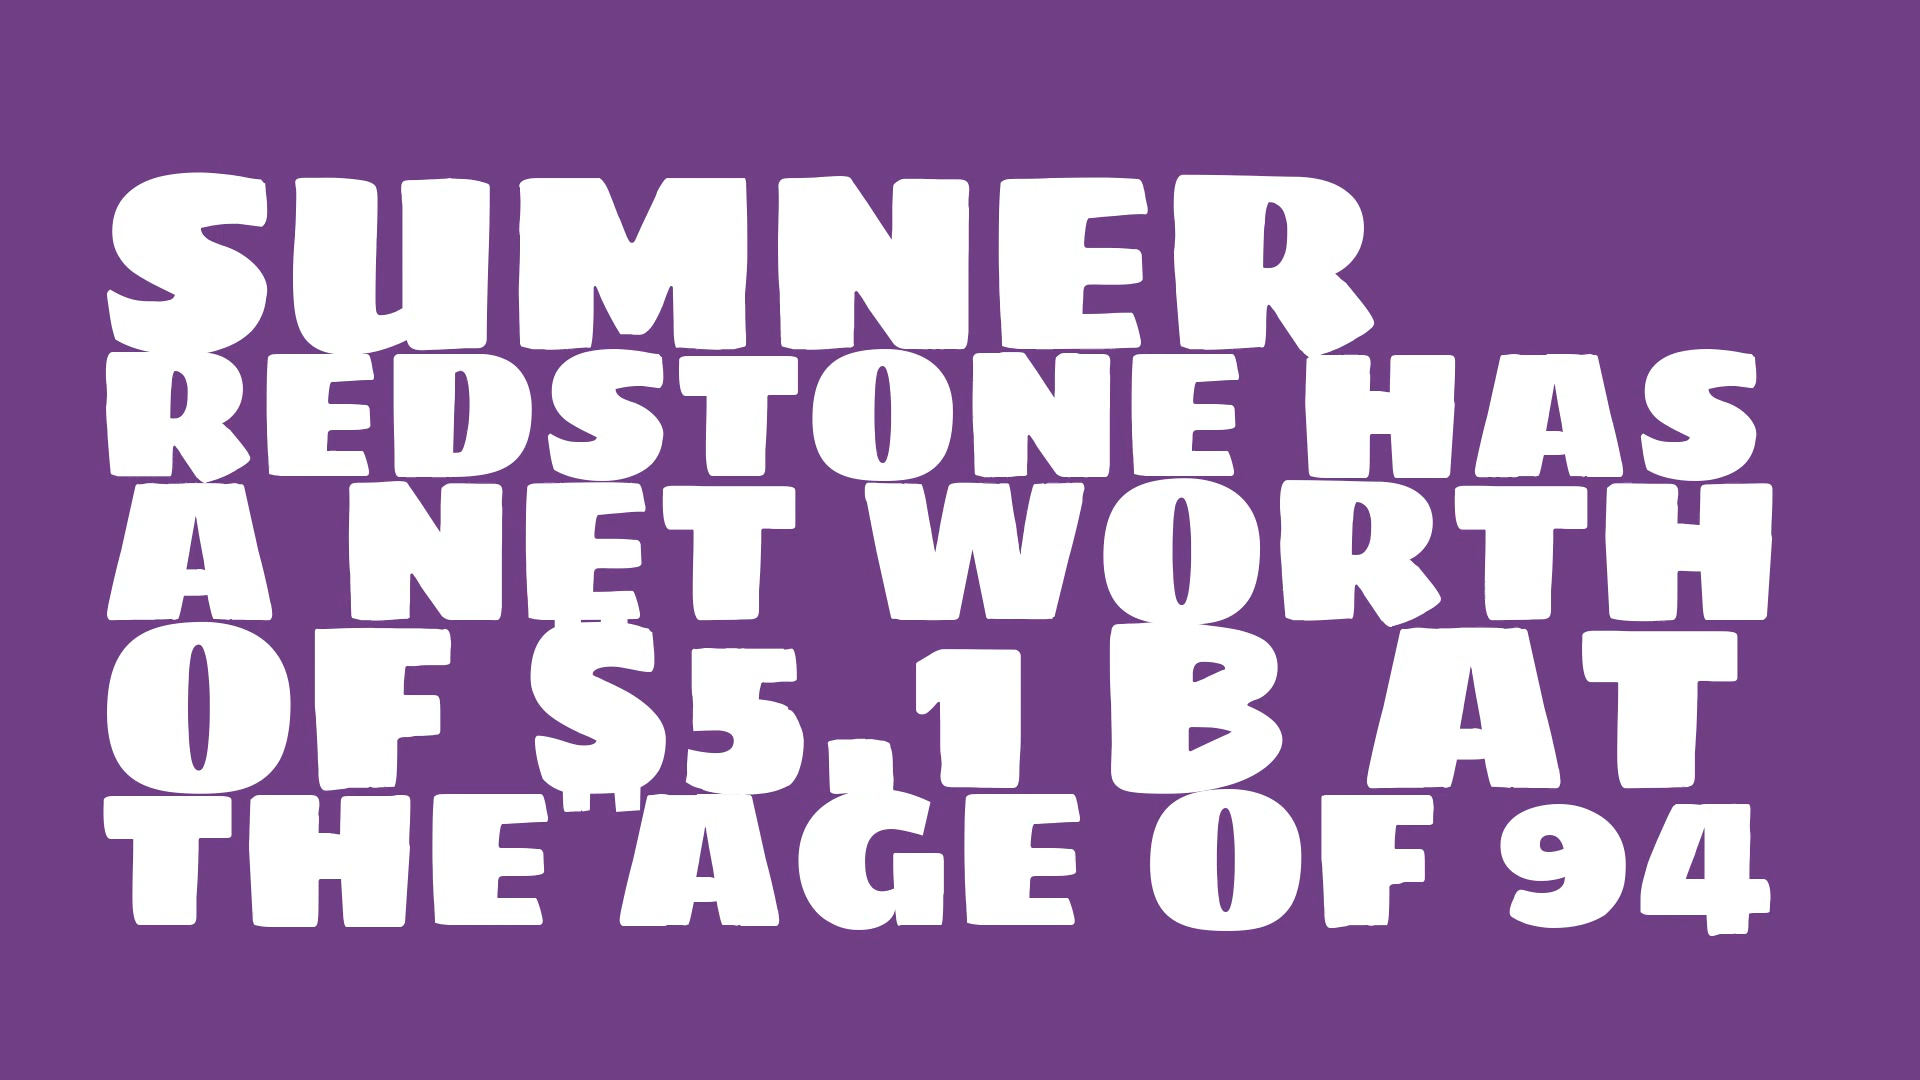 SUMNER
REDSTONE HAS
A NET WORTH
OF $5,1 B AT
THE AGE OF 94